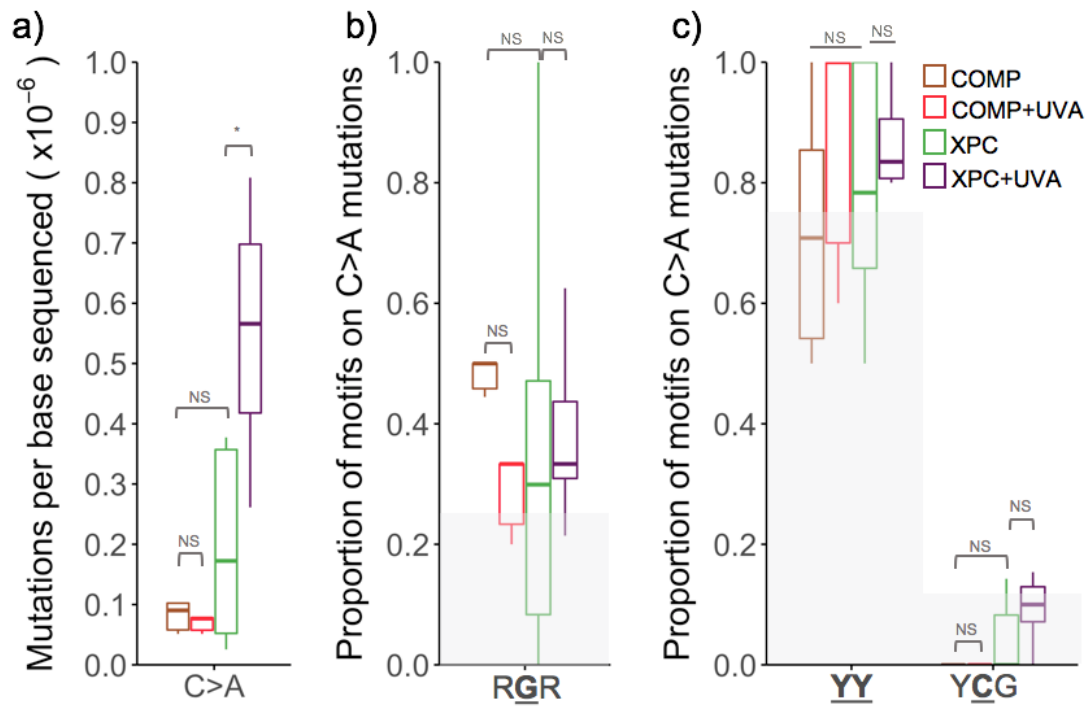 a)
Mutations per base sequenced ( x10⁻⁶ )
1.0
0.9
0.8
0.7
0.6
0.5
0.4
0.3
0.2
0.1
0.0
NS
NS
*
C>A
b)
Proportion of motifs on C>A mutations
1.0
0.8
0.6
0.4
0.2
0.0
NS
NS
NS
RGR
c)
Proportion of motifs on C>A mutations
1.0
0.8
0.6
0.4
0.2
0.0
NS
NS
NS
NS
NS
YY
YCG
COMP
COMP+UVA
XPC
XPC+UVA